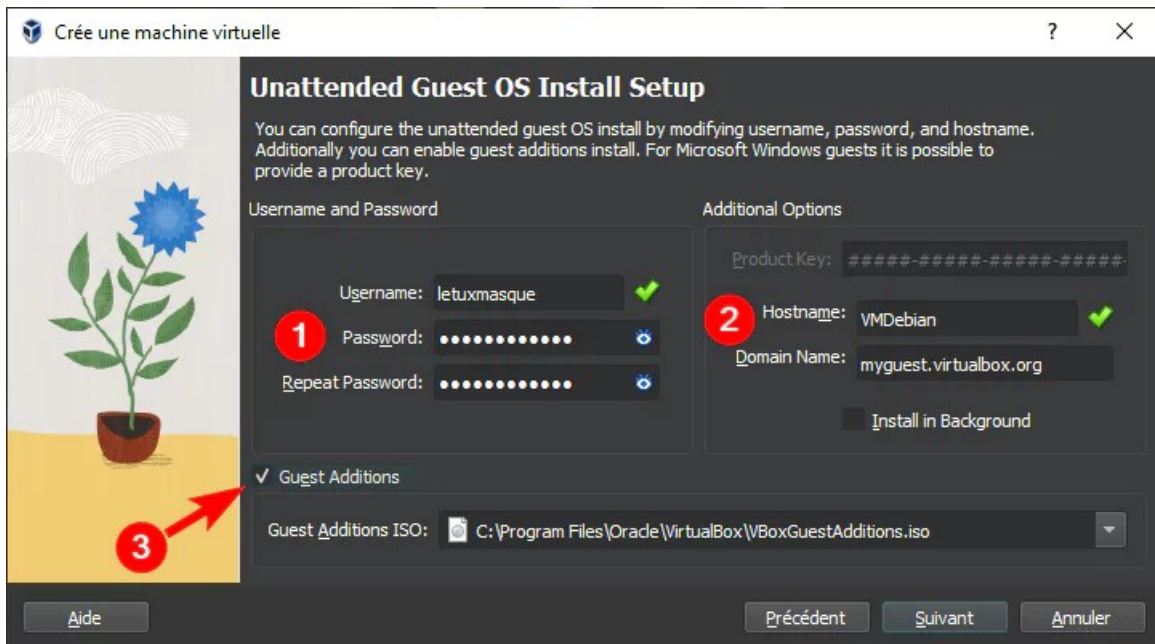 Crée une machine virtuelle
?
Unattended Guest OS Install Setup
You can configure the unattended guest OS install by modifying username, password, and hostname.
Additionally you can enable guest additions install. For Microsoft Windows guests it is possible to
provide a product key.
Username and Password
Additional Options
Product Key: #####-#####-#####-#####-
Username: letuxmasque
Hostname: VMDebian
1
2
Password: ●●●●●●●●●●●●
Domain Name: myguest.virtualbox.org
Repeat Password: ●●●●●●●●●●●●
Install in Background
Guest Additions
3
Guest Additions ISO: C:\Program Files\Oracle\VirtualBox\VBoxGuestAdditions.iso
Aide
Précédent
Suivant
Annuler